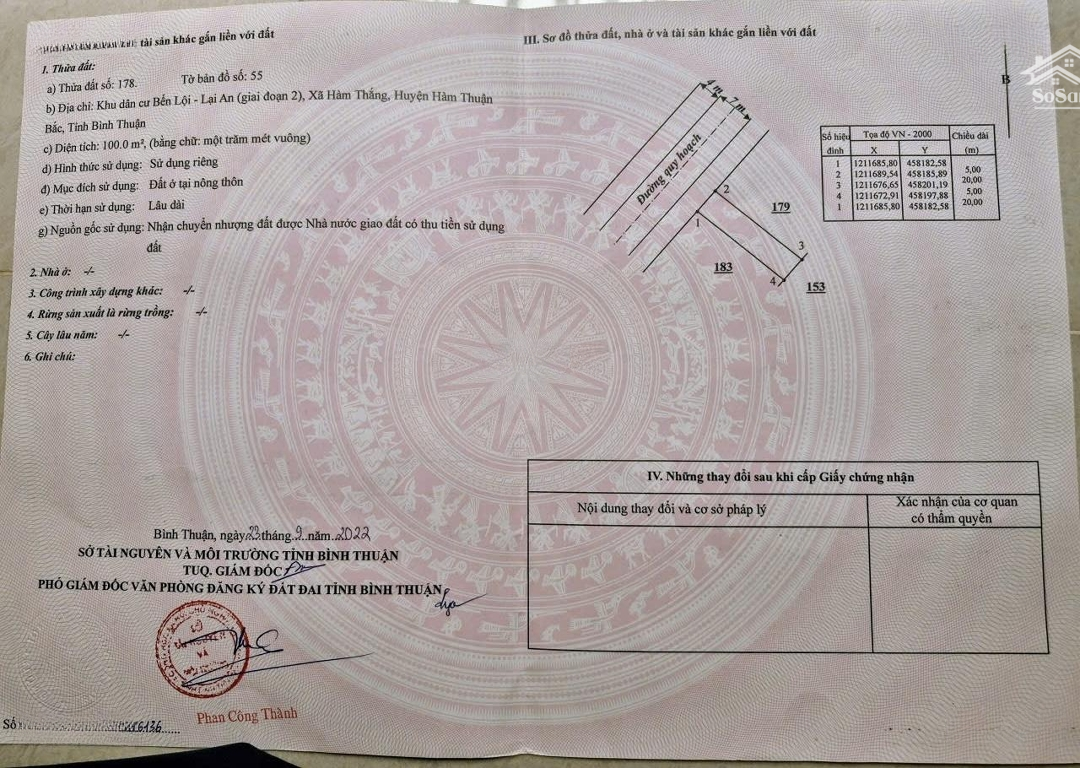 tài sản khác gắn liền với đất
1. Thửa đất:
a) Thửa đất số: 178. Tờ bản đồ số: 55
b) Địa chỉ: Khu dân cư Bến Lội - Lại An (giai đoạn 2), Xã Hàm Thắng, Huyện Hàm Thuận
Bắc, Tỉnh Bình Thuận
c) Diện tích: 100.0 m², (bằng chữ: một trăm mét vuông)
d) Hình thức sử dụng: Sử dụng riêng
đ) Mục đích sử dụng: Đất ở tại nông thôn
e) Thời hạn sử dụng: Lâu dài
g) Nguồn gốc sử dụng: Nhận chuyển nhượng đất được Nhà nước giao đất có thu tiền sử dụng
đất
2. Nhà ở: -/-
3. Công trình xây dựng khác: -/-
4. Rừng sản xuất là rừng trồng: -/-
5. Cây lâu năm: -/-
6. Ghi chú:
Bình Thuận, ngày 23 tháng 9 năm 2022
SỞ TÀI NGUYÊN VÀ MÔI TRƯỜNG TỈNH BÌNH THUẬN
TUQ. GIÁM ĐỐC
PHÓ GIÁM ĐỐC VĂN PHÒNG ĐĂNG KÝ ĐẤT ĐAI TỈNH BÌNH THUẬN
Phan Công Thành
Số
III. Sơ đồ thửa đất, nhà ở và tài sản khác gắn liền với đất
B
SoSan
4 m
7 m
Đường quy hoạch
2
1
179
3
183
4
153
Số hiệu đỉnh Tọa độ VN - 2000 Chiều dài (m)
X Y
1 1211685,80 458182,58
5,00
2 1211689,54 458185,89
20,00
3 1211676,65 458201,19
5,00
4 1211672,91 458197,88
20,00
1 1211685,80 458182,58
IV. Những thay đổi sau khi cấp Giấy chứng nhận
Nội dung thay đổi và cơ sở pháp lý
Xác nhận của cơ quan
có thẩm quyền